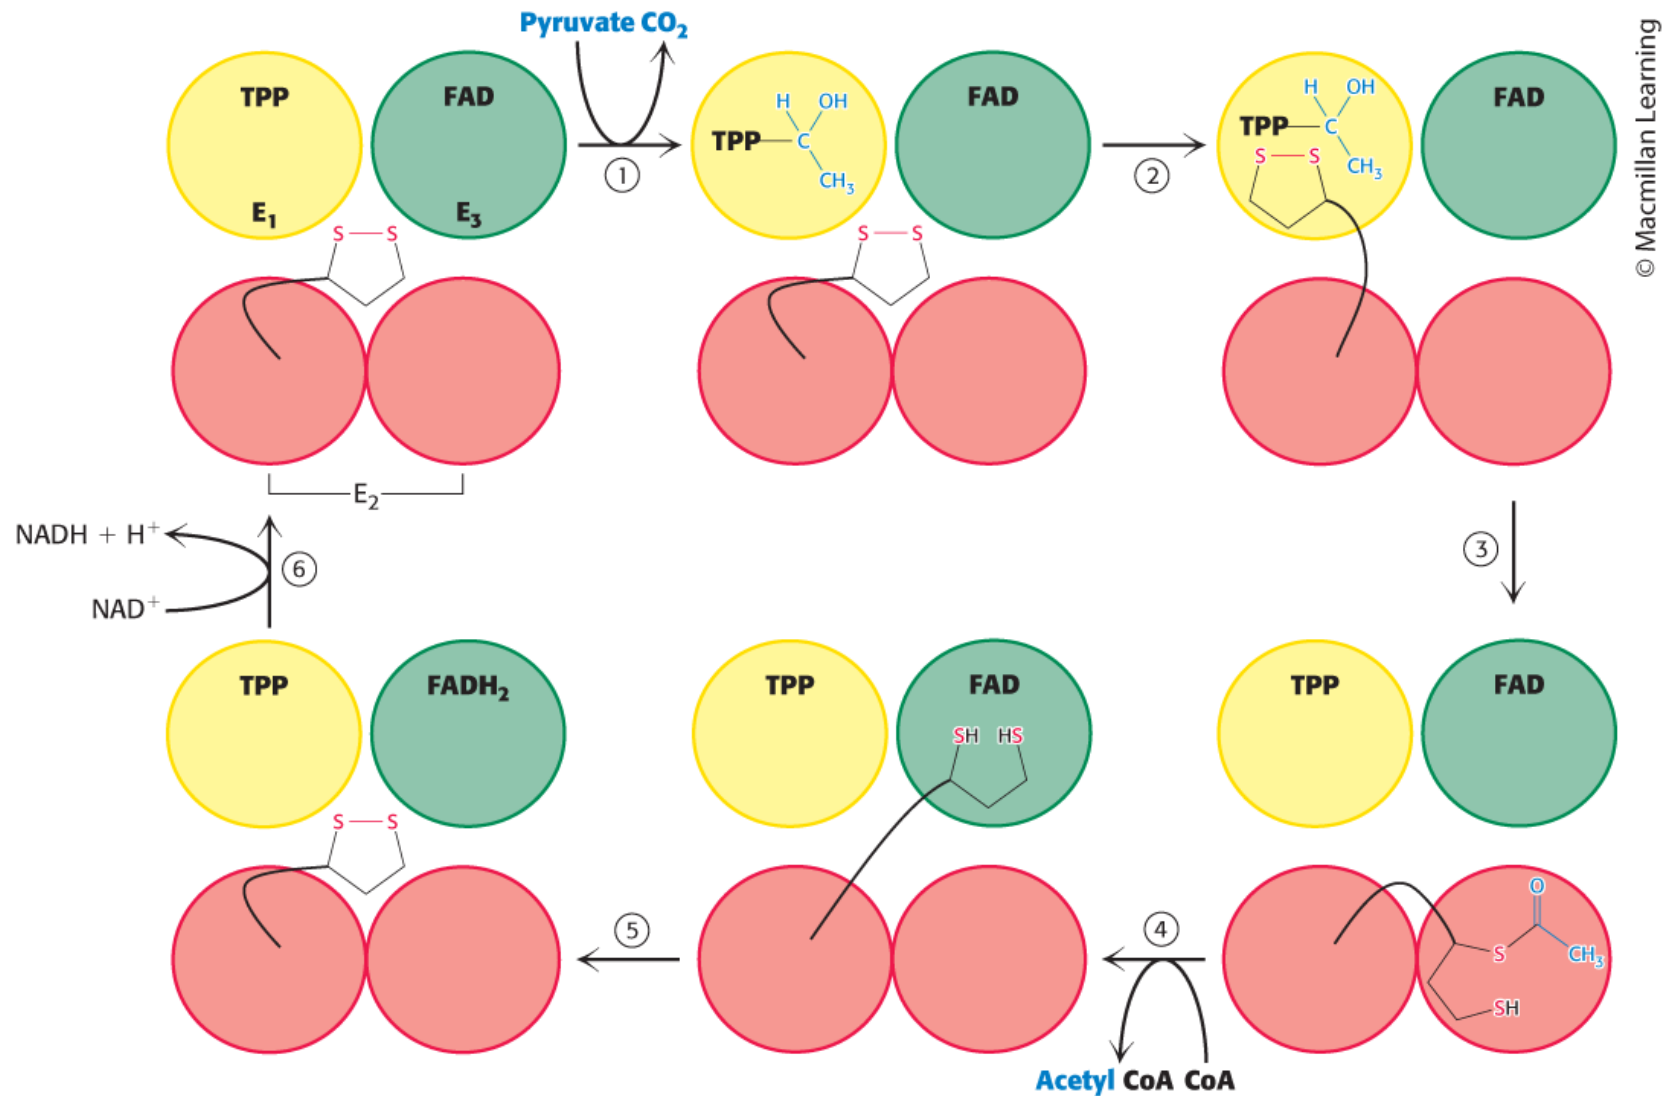 Pyruvate CO₂
© Macmillan Learning
TPP
FAD
E₁
E₃
S S
E₂
①
H OH
TPP C
CH₃
FAD
S S
②
H OH
TPP C
CH₃
S S
FAD
③
NADH + H⁺
NAD⁺
⑥
TPP
FADH₂
S S
TPP
FAD
SH HS
TPP
FAD
O
S
CH₃
SH
⑤
④
Acetyl CoA CoA